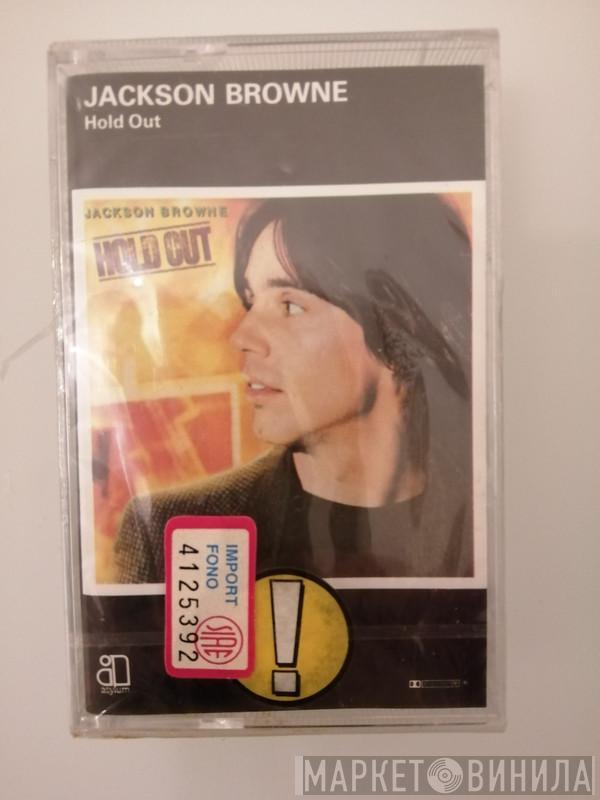 JACKSON BROWNE
Hold Out
JACKSON BROWNE
HOLD OUT
IMPORT
FONO
4125392
SIAE
!
asylum
МАРКЕТ ВИНИЛА